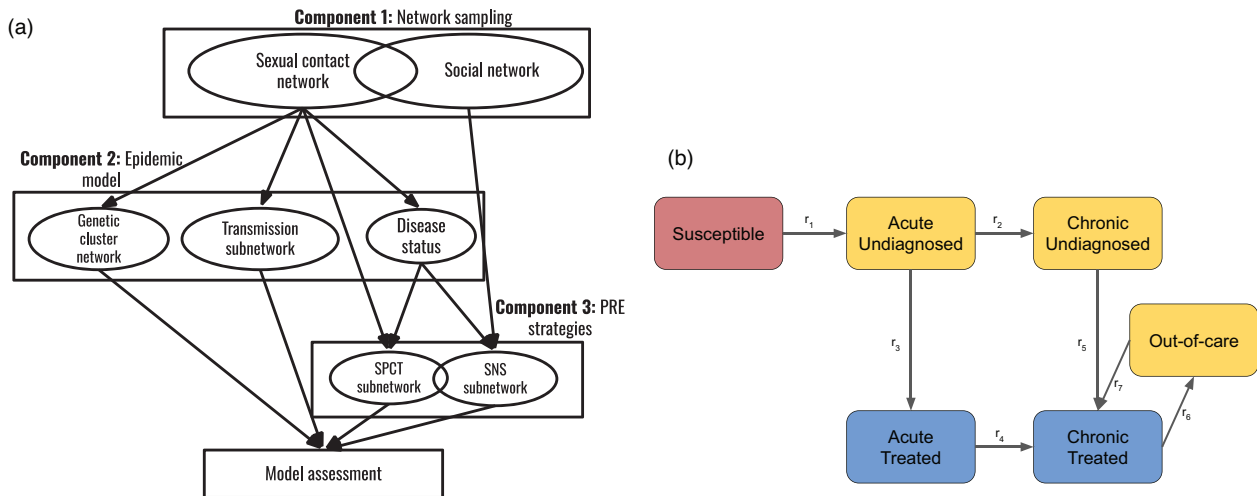 (a)
Component 1: Network sampling
Sexual contact
network
Social network
Component 2: Epidemic
model
Genetic
cluster
network
Transmission
subnetwork
Disease
status
Component 3: PRE
strategies
SPCT
subnetwork
SNS
subnetwork
Model assessment
(b)
Susceptible
r1
Acute
Undiagnosed
r2
Chronic
Undiagnosed
r3
r5
Out-of-care
r7
r6
Acute
Treated
r4
Chronic
Treated